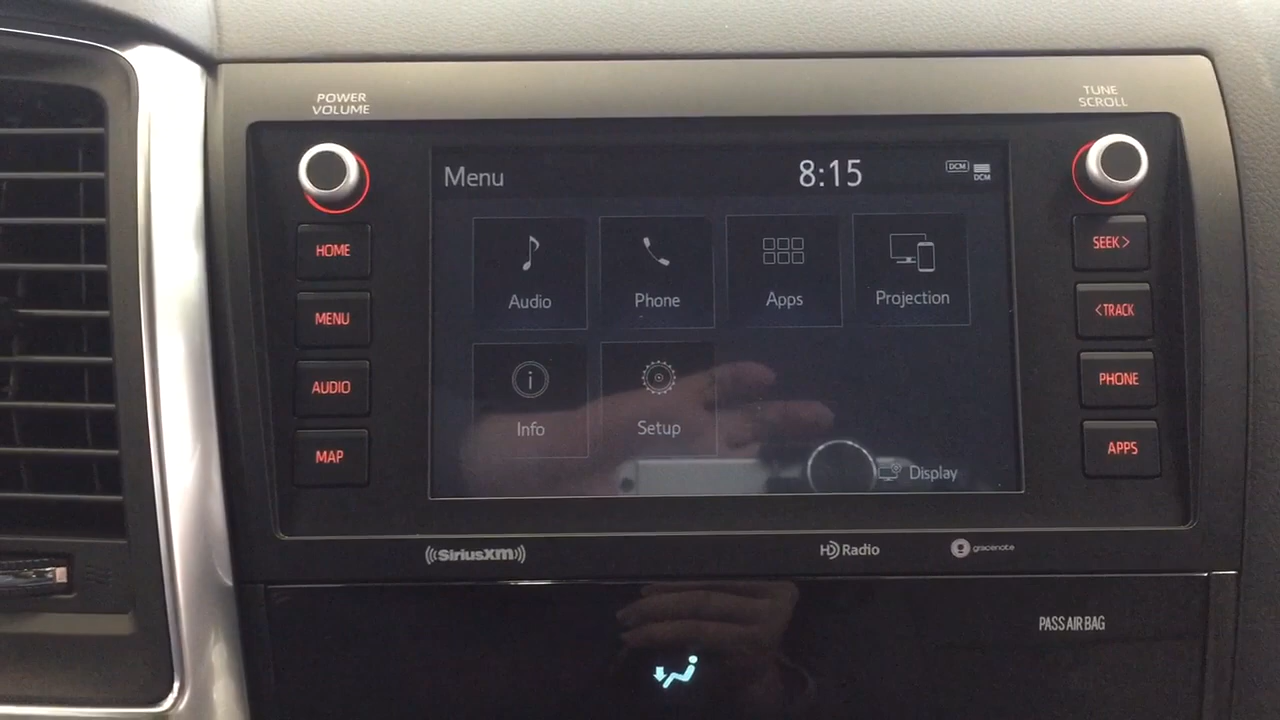 POWER
VOLUME
TUNE
SCROLL
Menu
8:15
DCM
DCM
HOME
MENU
AUDIO
MAP
Audio
Phone
Apps
Projection
Info
Setup
Display
SEEK>
<TRACK
PHONE
APPS
((SiriusXM))
HD Radio
gracenote
PASS AIR BAG